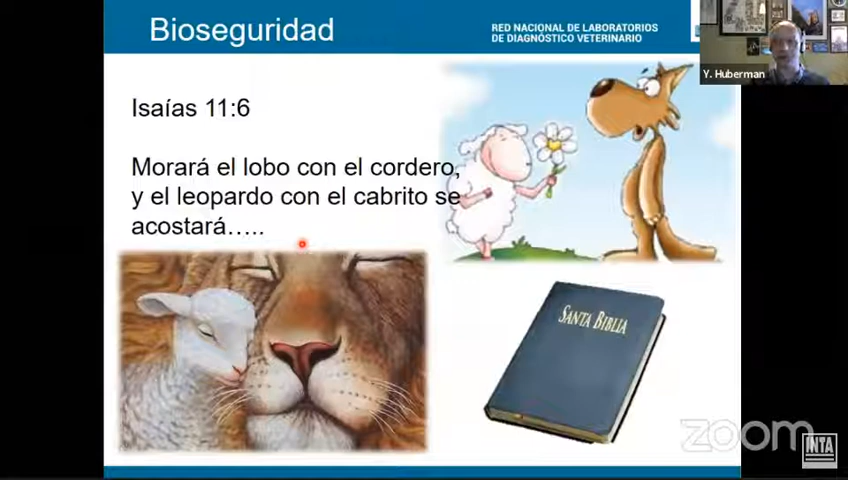 Bioseguridad
RED NACIONAL DE LABORATORIOS
DE DIAGNÓSTICO VETERINARIO
Y. Huberman
Isaías 11:6
Morará el lobo con el cordero,
y el leopardo con el cabrito se
acostará…..
SANTA BIBLIA
zoom
INTA